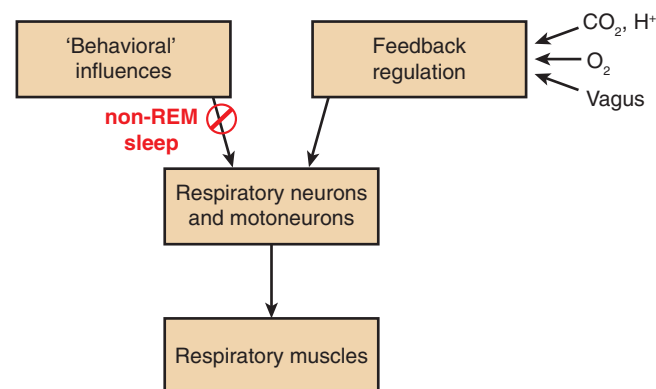 ‘Behavioral’
influences
Feedback
regulation
CO₂, H⁺
O₂
Vagus
non-REM
sleep
Respiratory neurons
and motoneurons
Respiratory muscles